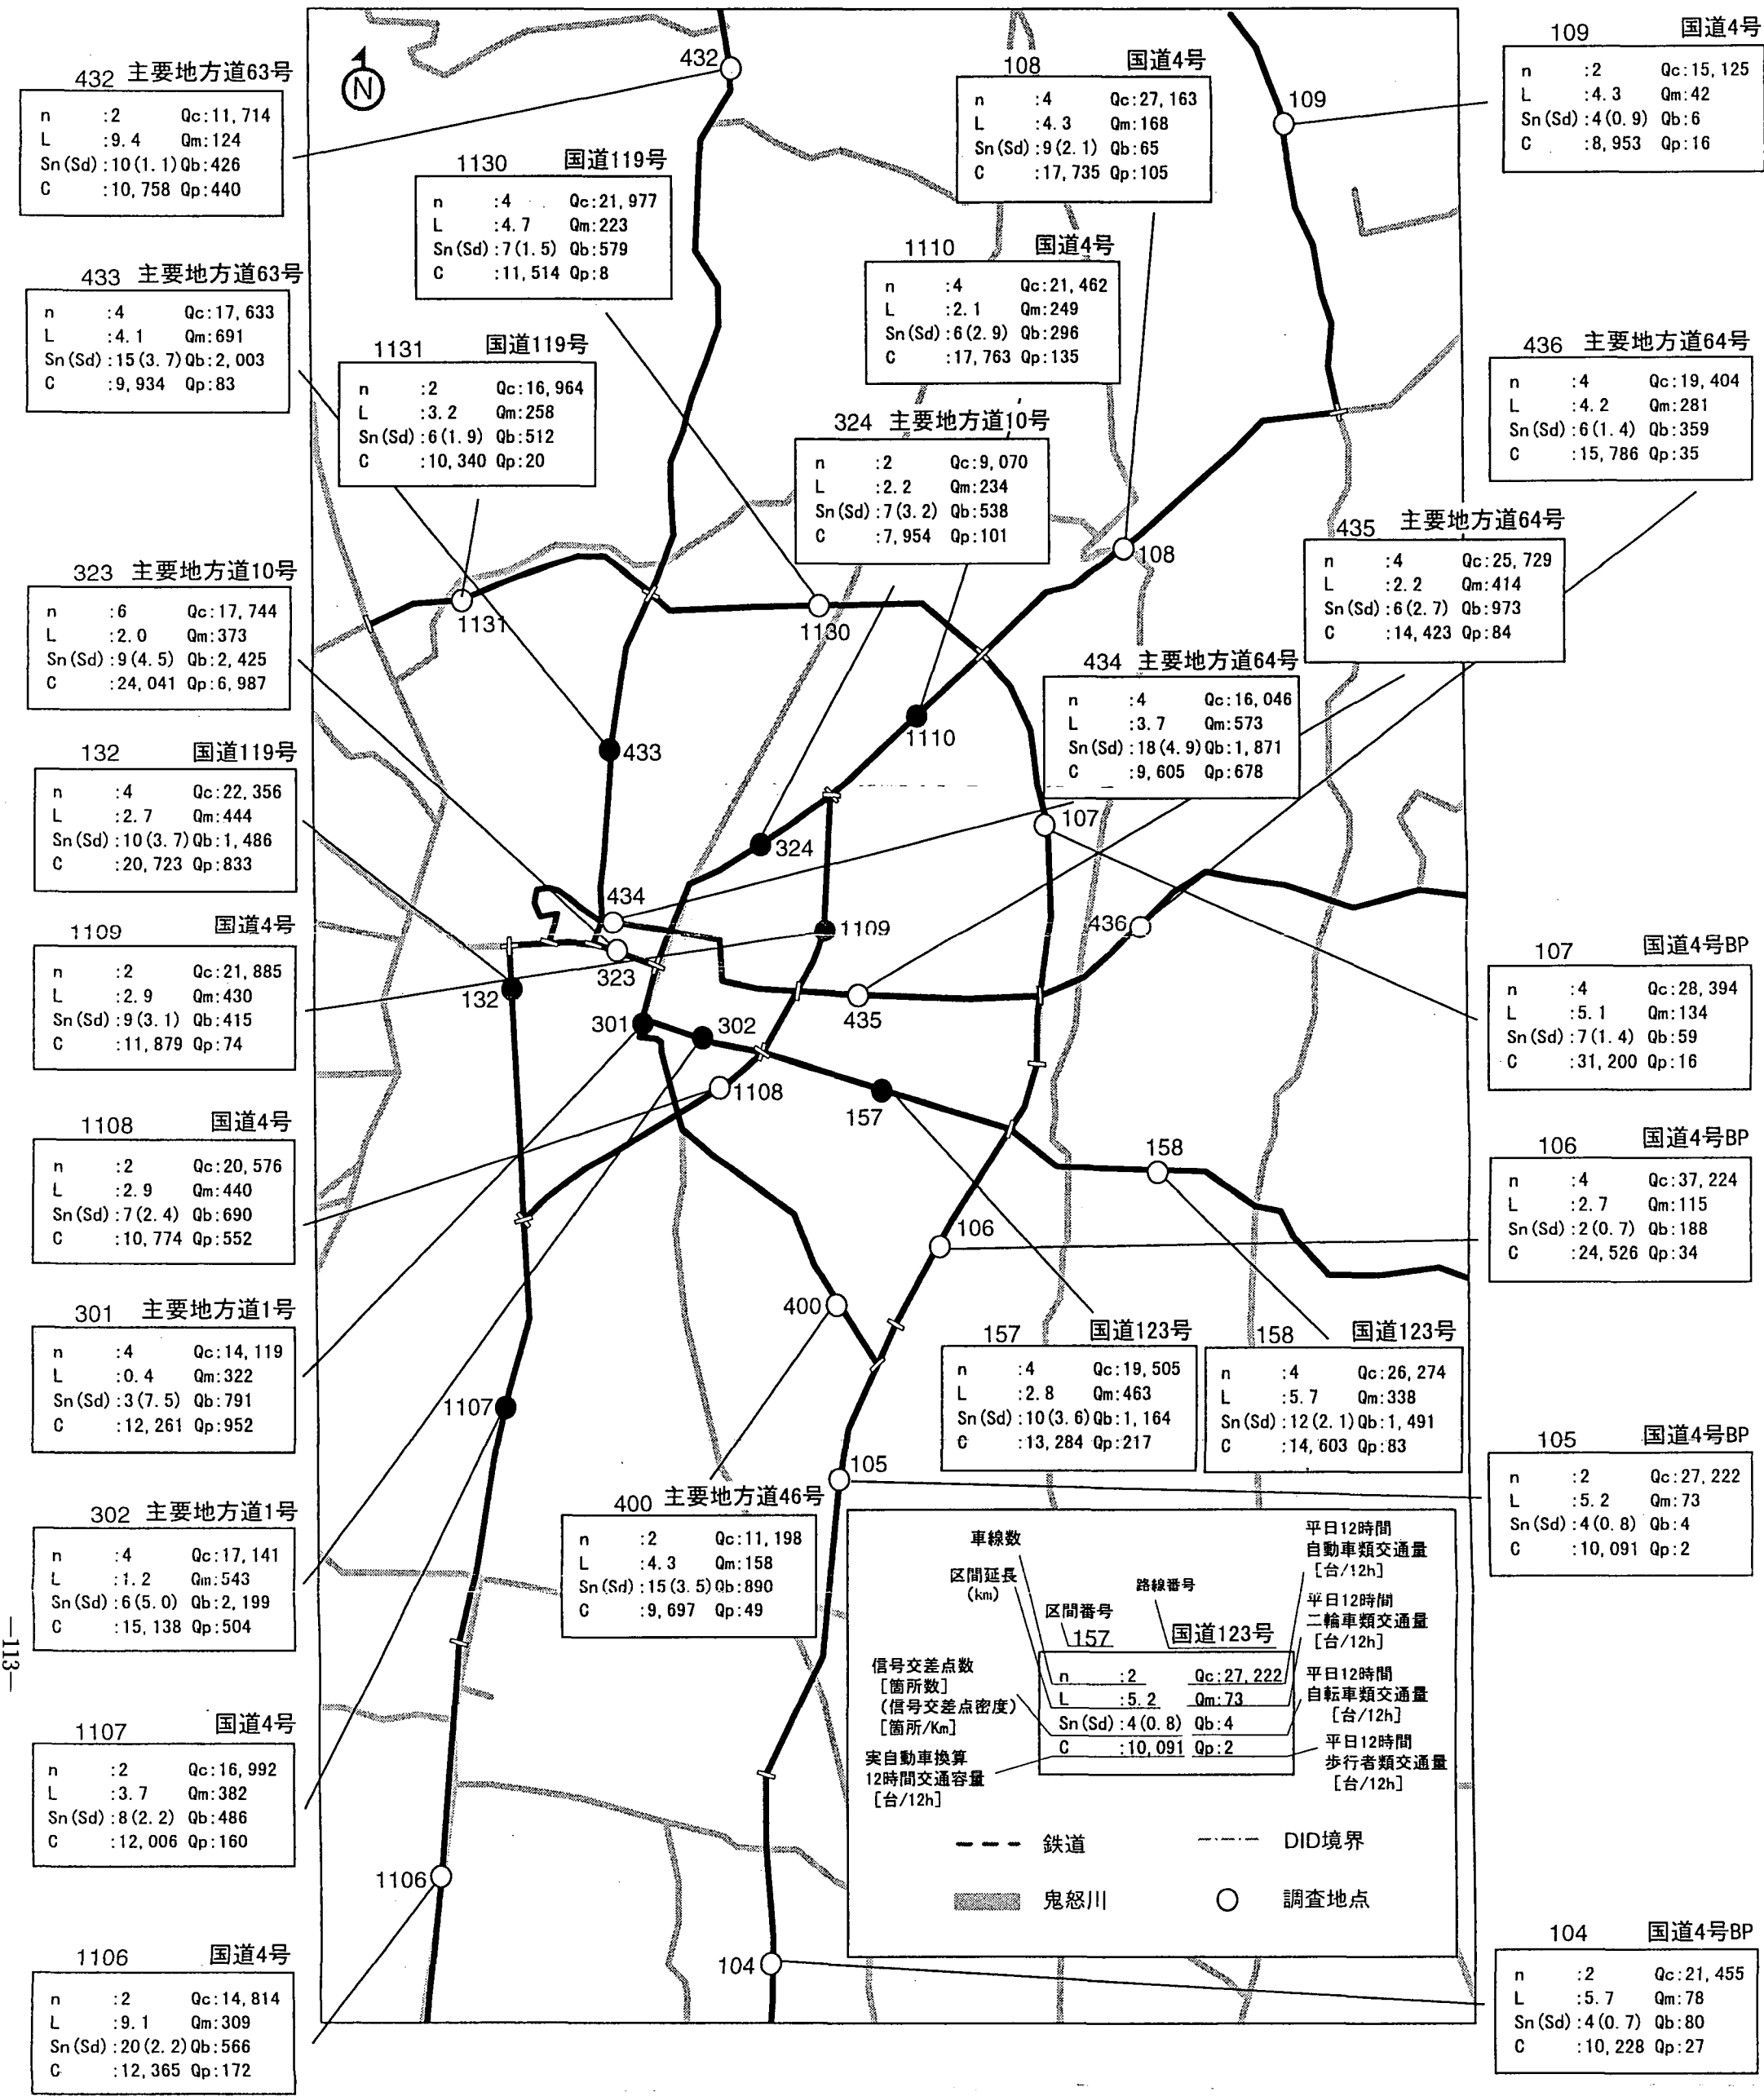 432 主要地方道63号
n :2 Qc:11,714
L :9.4 Qm:124
Sn(Sd):10(1.1) Qb:426
C :10,758 Qp:440
433 主要地方道63号
n :4 Qc:17,633
L :4.1 Qm:691
Sn(Sd):15(3.7) Qb:2,003
C :9,934 Qp:83
323 主要地方道10号
n :6 Qc:17,744
L :2.0 Qm:373
Sn(Sd):9(4.5) Qb:2,425
C :24,041 Qp:6,987
132 国道119号
n :4 Qc:22,356
L :2.7 Qm:444
Sn(Sd):10(3.7) Qb:1,486
C :20,723 Qp:833
1109 国道4号
n :2 Qc:21,885
L :2.9 Qm:430
Sn(Sd):9(3.1) Qb:415
C :11,879 Qp:74
1108 国道4号
n :2 Qc:20,576
L :2.9 Qm:440
Sn(Sd):7(2.4) Qb:690
C :10,774 Qp:552
301 主要地方道1号
n :4 Qc:14,119
L :0.4 Qm:322
Sn(Sd):3(7.5) Qb:791
C :12,261 Qp:952
302 主要地方道1号
n :4 Qc:17,141
L :1.2 Qm:543
Sn(Sd):6(5.0) Qb:2,199
C :15,138 Qp:504
1107 国道4号
n :2 Qc:16,992
L :3.7 Qm:382
Sn(Sd):8(2.2) Qb:486
C :12,006 Qp:160
1106 国道4号
n :2 Qc:14,814
L :9.1 Qm:309
Sn(Sd):20(2.2) Qb:566
C :12,365 Qp:172
1130 国道119号
n :4 Qc:21,977
L :4.7 Qm:223
Sn(Sd):7(1.5) Qb:579
C :11,514 Qp:8
1131 国道119号
n :2 Qc:16,964
L :3.2 Qm:258
Sn(Sd):6(1.9) Qb:512
C :10,340 Qp:20
108 国道4号
n :4 Qc:27,163
L :4.3 Qm:168
Sn(Sd):9(2.1) Qb:65
C :17,735 Qp:105
1110 国道4号
n :4 Qc:21,462
L :2.1 Qm:249
Sn(Sd):6(2.9) Qb:296
C :17,763 Qp:135
324 主要地方道10号
n :2 Qc:9,070
L :2.2 Qm:234
Sn(Sd):7(3.2) Qb:538
C :7,954 Qp:101
109 国道4号
n :2 Qc:15,125
L :4.3 Qm:42
Sn(Sd):4(0.9) Qb:6
C :8,953 Qp:16
436 主要地方道64号
n :4 Qc:19,404
L :4.2 Qm:281
Sn(Sd):6(1.4) Qb:359
C :15,786 Qp:35
435 主要地方道64号
n :4 Qc:25,729
L :2.2 Qm:414
Sn(Sd):6(2.7) Qb:973
C :14,423 Qp:84
434 主要地方道64号
n :4 Qc:16,046
L :3.7 Qm:573
Sn(Sd):18(4.9) Qb:1,871
C :9,605 Qp:678
107 国道4号BP
n :4 Qc:28,394
L :5.1 Qm:134
Sn(Sd):7(1.4) Qb:59
C :31,200 Qp:16
106 国道4号BP
n :4 Qc:37,224
L :2.7 Qm:115
Sn(Sd):2(0.7) Qb:188
C :24,526 Qp:34
157 国道123号
n :4 Qc:19,505
L :2.8 Qm:463
Sn(Sd):10(3.6) Qb:1,164
C :13,284 Qp:217
158 国道123号
n :4 Qc:26,274
L :5.7 Qm:338
Sn(Sd):12(2.1) Qb:1,491
C :14,603 Qp:83
105 国道4号BP
n :2 Qc:27,222
L :5.2 Qm:73
Sn(Sd):4(0.8) Qb:4
C :10,091 Qp:2
400 主要地方道46号
n :2 Qc:11,198
L :4.3 Qm:158
Sn(Sd):15(3.5) Qb:890
C :9,697 Qp:49
104 国道4号BP
n :2 Qc:21,455
L :5.7 Qm:78
Sn(Sd):4(0.7) Qb:80
C :10,228 Qp:27
N
432
109
108
1131
1130
433
1110
107
324
434
436
1109
323
132
435
301
302
1108
157
158
106
400
1107
105
1106
104
車線数
区間延長
(km)
区間番号
路線番号
平日12時間
自動車類交通量
[台/12h]
平日12時間
二輪車類交通量
[台/12h]
157 国道123号
n :2 Qc:27,222
L :5.2 Qm:73
Sn(Sd):4(0.8) Qb:4
C :10,091 Qp:2
信号交差点数
[箇所数]
(信号交差点密度)
[箇所/Km]
実自動車換算
12時間交通容量
[台/12h]
平日12時間
自転車類交通量
[台/12h]
平日12時間
歩行者類交通量
[台/12h]
鉄道
DID境界
鬼怒川
調査地点
—113—